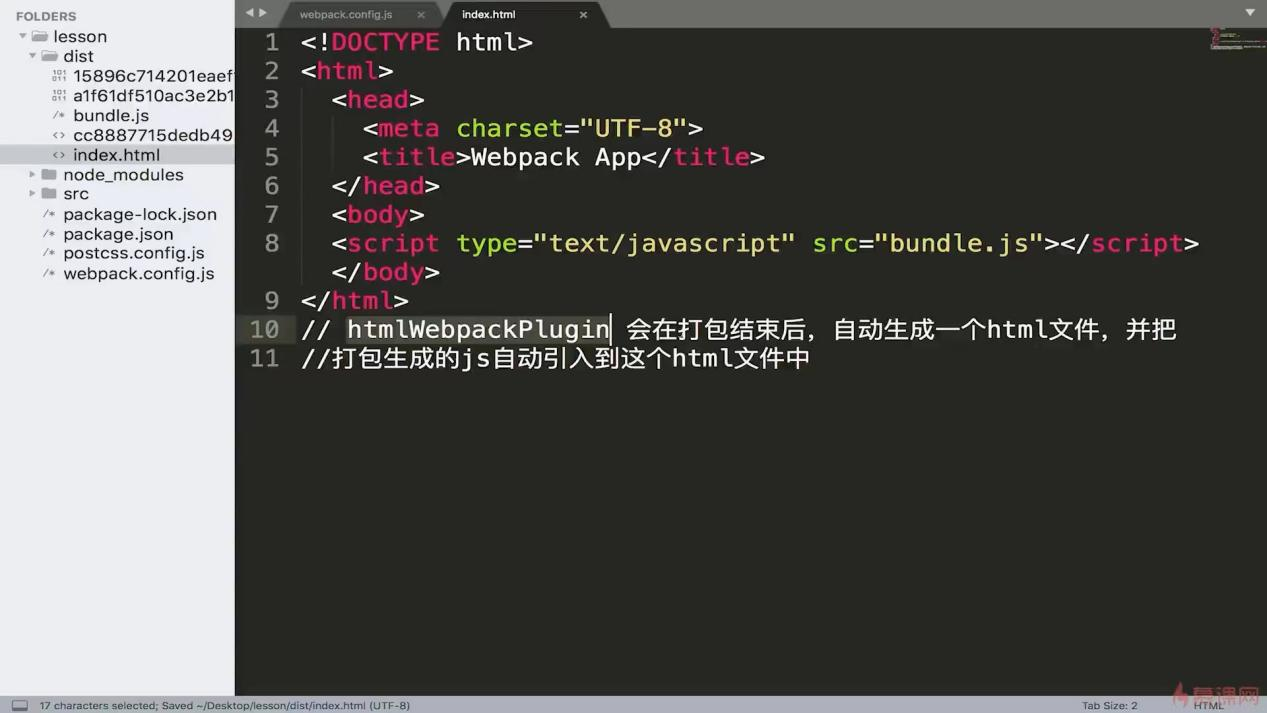 FOLDERS
lesson
dist
15896c714201eaef
a1f61df510ac3e2b1
bundle.js
cc8887715dedb49
index.html
node_modules
src
package-lock.json
package.json
postcss.config.js
webpack.config.js
webpack.config.js
index.html
1 <!DOCTYPE html>
2 <html>
3 <head>
4 <meta charset="UTF-8">
5 <title>Webpack App</title>
6 </head>
7 <body>
8 <script type="text/javascript" src="bundle.js"></script>
</body>
9 </html>
10 // htmlWebpackPlugin 会在打包结束后，自动生成一个html文件，并把
11 //打包生成的js自动引入到这个html文件中
17 characters selected; Saved ~/Desktop/lesson/dist/index.html (UTF-8)
Tab Size: 2
HTML
慕课网